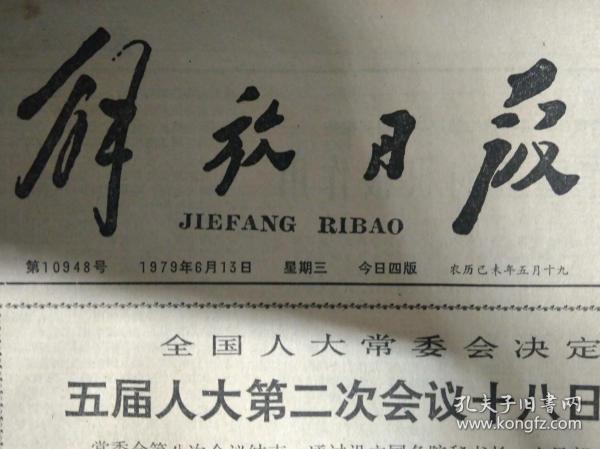 解放日报
JIEFANG RIBAO
第10948号 1979年6月13日 星期三 今日四版 农历己未年五月十九
全国人大常委会决定
五届人大第二次会议十八日
孔夫子旧书网
www.kongfz.com